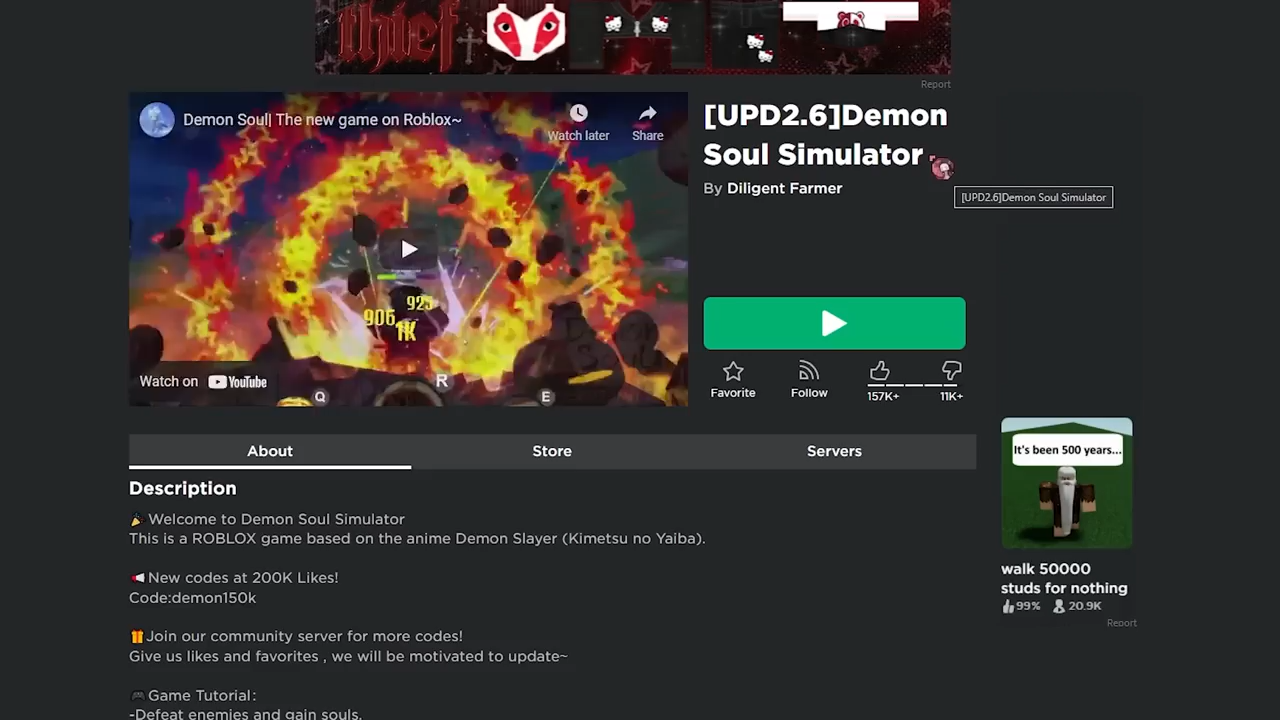 thief
Report
Demon Soul| The new game on Roblox~
Watch later
Share
906
925
1K
Watch on YouTube
Q
R
E
[UPD2.6]Demon
Soul Simulator
By Diligent Farmer
[UPD2.6]Demon Soul Simulator
Favorite
Follow
157K+
11K+
About
Store
Servers
Description
Welcome to Demon Soul Simulator
This is a ROBLOX game based on the anime Demon Slayer (Kimetsu no Yaiba).
New codes at 200K Likes!
Code:demon150k
Join our community server for more codes!
Give us likes and favorites , we will be motivated to update~
Game Tutorial:
-Defeat enemies and gain souls.
It's been 500 years...
walk 50000
studs for nothing
99% 20.9K
Report